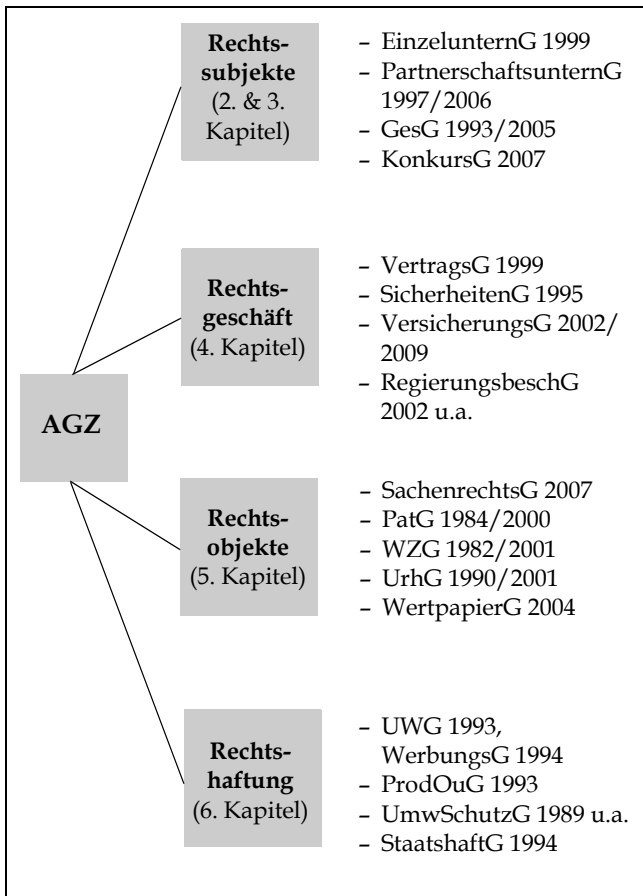 Rechts-
subjekte
(2. & 3.
Kapitel)
– EinzelunternG 1999
– PartnerschaftsunternG
1997/2006
– GesG 1993/2005
– KonkursG 2007
Rechts-
geschäft
(4. Kapitel)
– VertragsG 1999
– SicherheitenG 1995
– VersicherungsG 2002/
2009
– RegierungsbeschG
2002 u.a.
AGZ
Rechts-
objekte
(5. Kapitel)
– SachenrechtsG 2007
– PatG 1984/2000
– WZG 1982/2001
– UrhG 1990/2001
– WertpapierG 2004
Rechts-
haftung
(6. Kapitel)
– UWG 1993,
WerbungsG 1994
– ProdOuG 1993
– UmwSchutzG 1989 u.a.
– StaatshaftG 1994